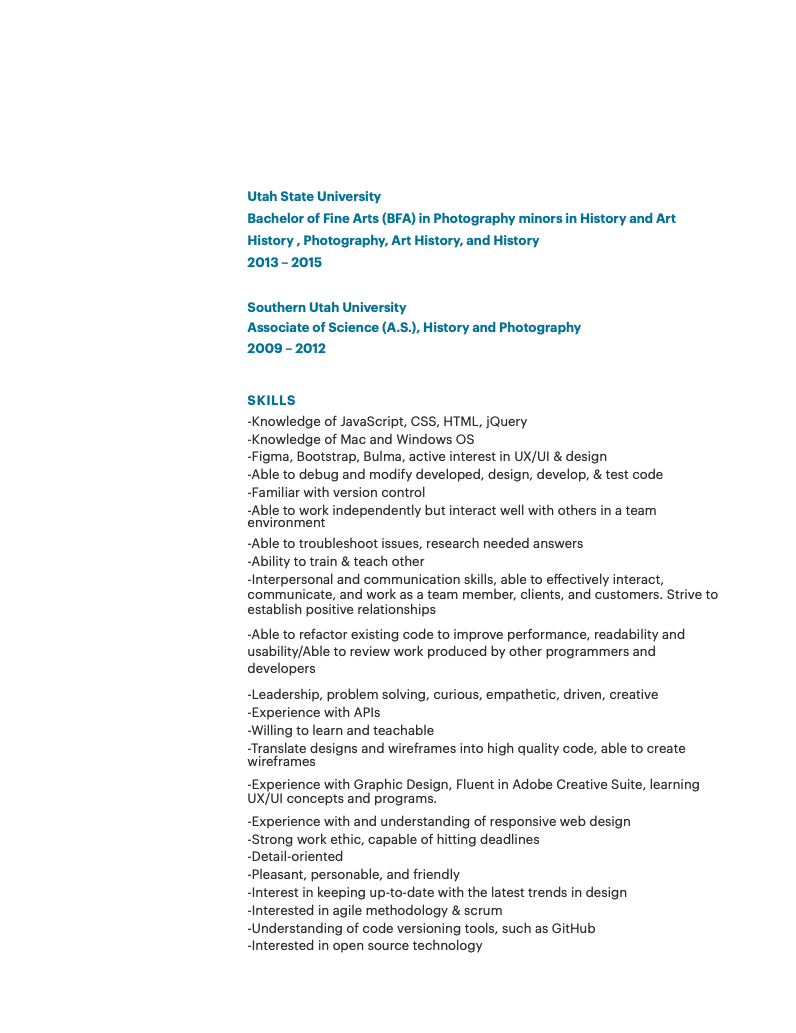 Utah State University
Bachelor of Fine Arts (BFA) in Photography minors in History and Art
History , Photography, Art History, and History
2013 – 2015
Southern Utah University
Associate of Science (A.S.), History and Photography
2009 – 2012
SKILLS
-Knowledge of JavaScript, CSS, HTML, jQuery
-Knowledge of Mac and Windows OS
-Figma, Bootstrap, Bulma, active interest in UX/UI & design
-Able to debug and modify developed, design, develop, & test code
-Familiar with version control
-Able to work independently but interact well with others in a team
environment
-Able to troubleshoot issues, research needed answers
-Ability to train & teach other
-Interpersonal and communication skills, able to effectively interact,
communicate, and work as a team member, clients, and customers. Strive to
establish positive relationships
-Able to refactor existing code to improve performance, readability and
usability/Able to review work produced by other programmers and
developers
-Leadership, problem solving, curious, empathetic, driven, creative
-Experience with APIs
-Willing to learn and teachable
-Translate designs and wireframes into high quality code, able to create
wireframes
-Experience with Graphic Design, Fluent in Adobe Creative Suite, learning
UX/UI concepts and programs.
-Experience with and understanding of responsive web design
-Strong work ethic, capable of hitting deadlines
-Detail-oriented
-Pleasant, personable, and friendly
-Interest in keeping up-to-date with the latest trends in design
-Interested in agile methodology & scrum
-Understanding of code versioning tools, such as GitHub
-Interested in open source technology